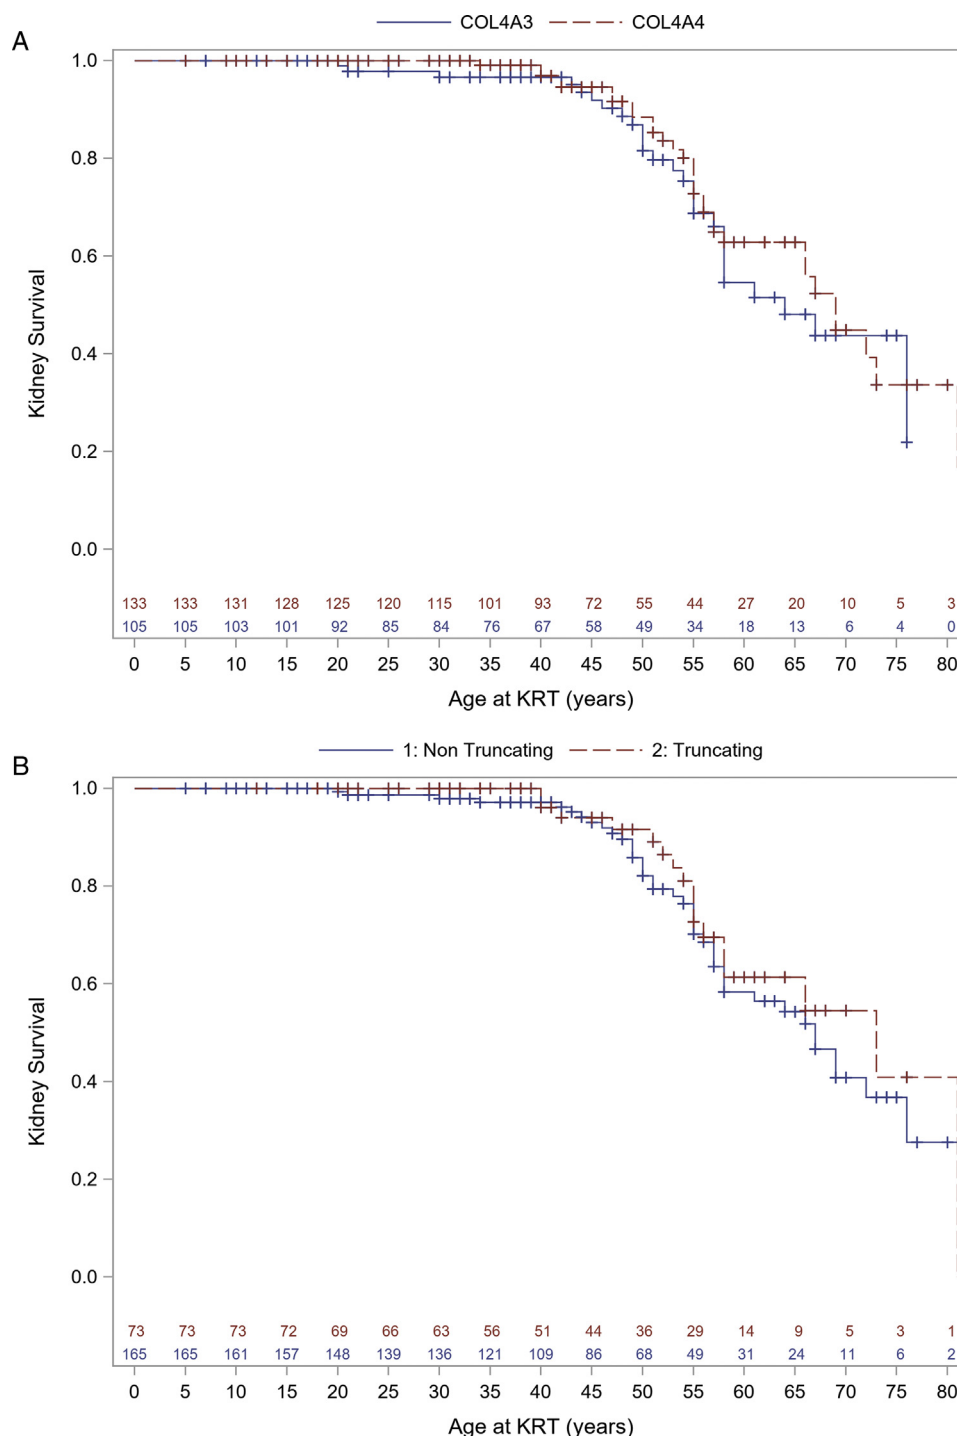 A
COL4A3 COL4A4
1.0
0.8
0.6
0.4
0.2
0.0
Kidney Survival
133 133 131 128 125 120 115 101 93 72 55 44 27 20 10 5 3
105 105 103 101 92 85 84 76 67 58 49 34 18 13 6 4 0
0 5 10 15 20 25 30 35 40 45 50 55 60 65 70 75 80
Age at KRT (years)
B
1: Non Truncating 2: Truncating
1.0
0.8
0.6
0.4
0.2
0.0
Kidney Survival
73 73 73 72 69 66 63 56 51 44 36 29 14 9 5 3 1
165 165 161 157 148 139 136 121 109 86 68 49 31 24 11 6 2
0 5 10 15 20 25 30 35 40 45 50 55 60 65 70 75 80
Age at KRT (years)